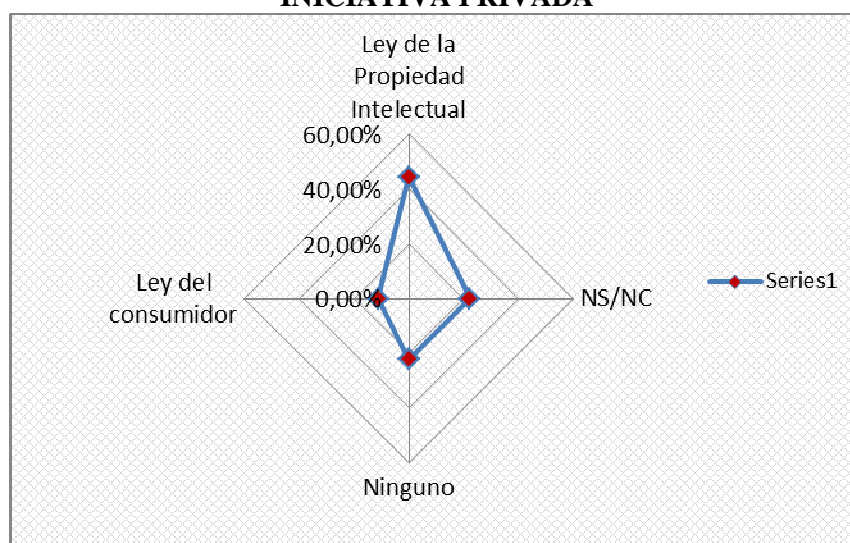 INICIATIVA PRIVADA
Ley de la
Propiedad
Intelectual
60,00%
40,00%
20,00%
0,00%
Ley del
consumidor
NS/NC
Series1
Ninguno